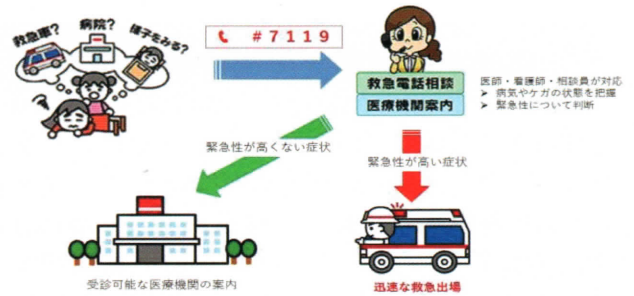 救急車?
病院?
様子をみる?
#7119
救急電話相談
医療機関案内
医師・看護師・相談員が対応
➤ 病気やケガの状態を把握
➤ 緊急性について判断
緊急性が高くない症状
緊急性が高い症状
受診可能な医療機関の案内
迅速な救急出場